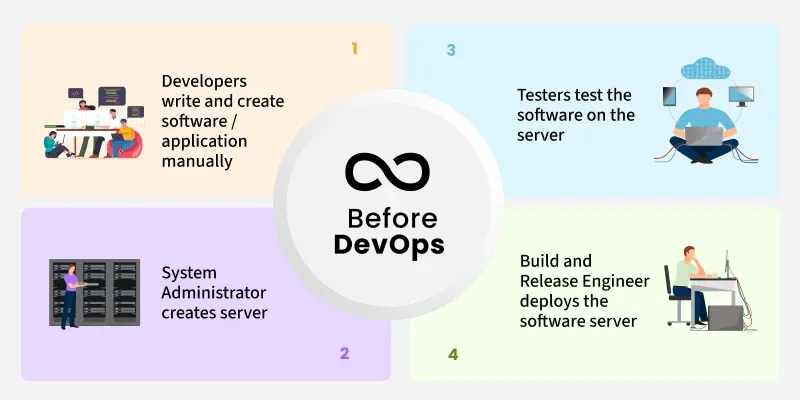 1
Developers
write and create
software /
application
manually
System
Administrator
creates server
2
3
Testers test the
software on the
server
Build and
Release Engineer
deploys the
software server
4
Before
DevOps